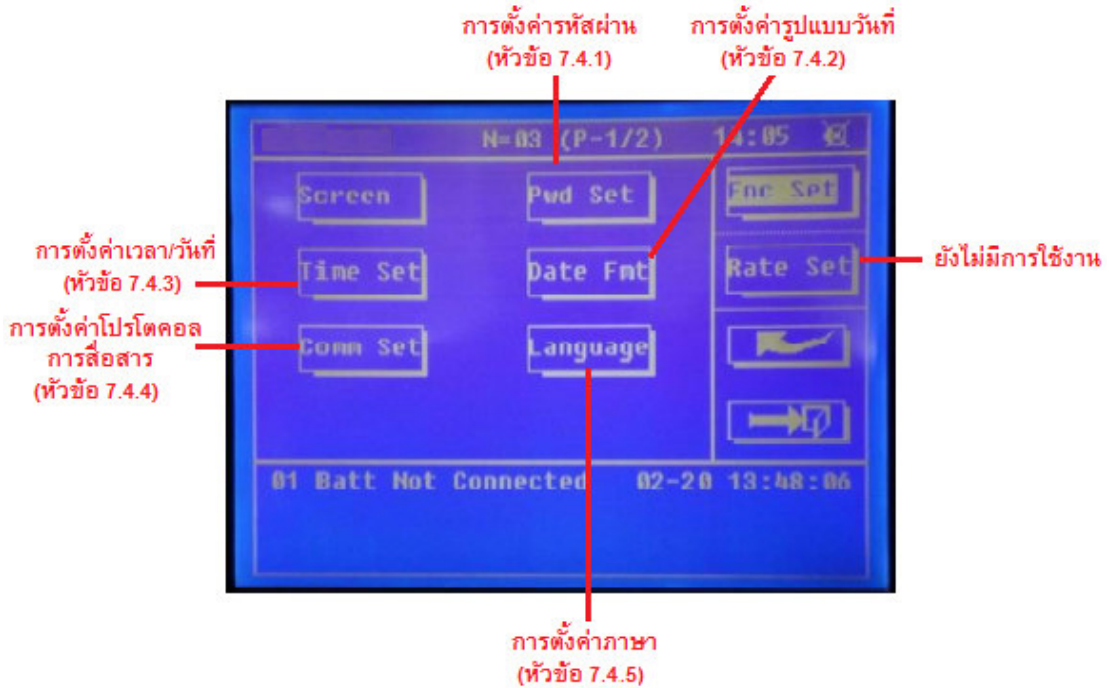 การตั้งค่ารหัสผ่าน
(หัวข้อ 7.4.1)
การตั้งค่ารูปแบบวันที่
(หัวข้อ 7.4.2)
N=03 (P-1/2) 14:05
Screen
Pwd Set
Fnc Set
การตั้งค่าเวลา/วันที่
(หัวข้อ 7.4.3)
Time Set
Date Fmt
Rate Set
ยังไม่มีการใช้งาน
การตั้งค่าโปรโตคอล
การสื่อสาร
(หัวข้อ 7.4.4)
Comm Set
Language
01 Batt Not Connected 02-20 13:48:06
การตั้งค่าภาษา
(หัวข้อ 7.4.5)